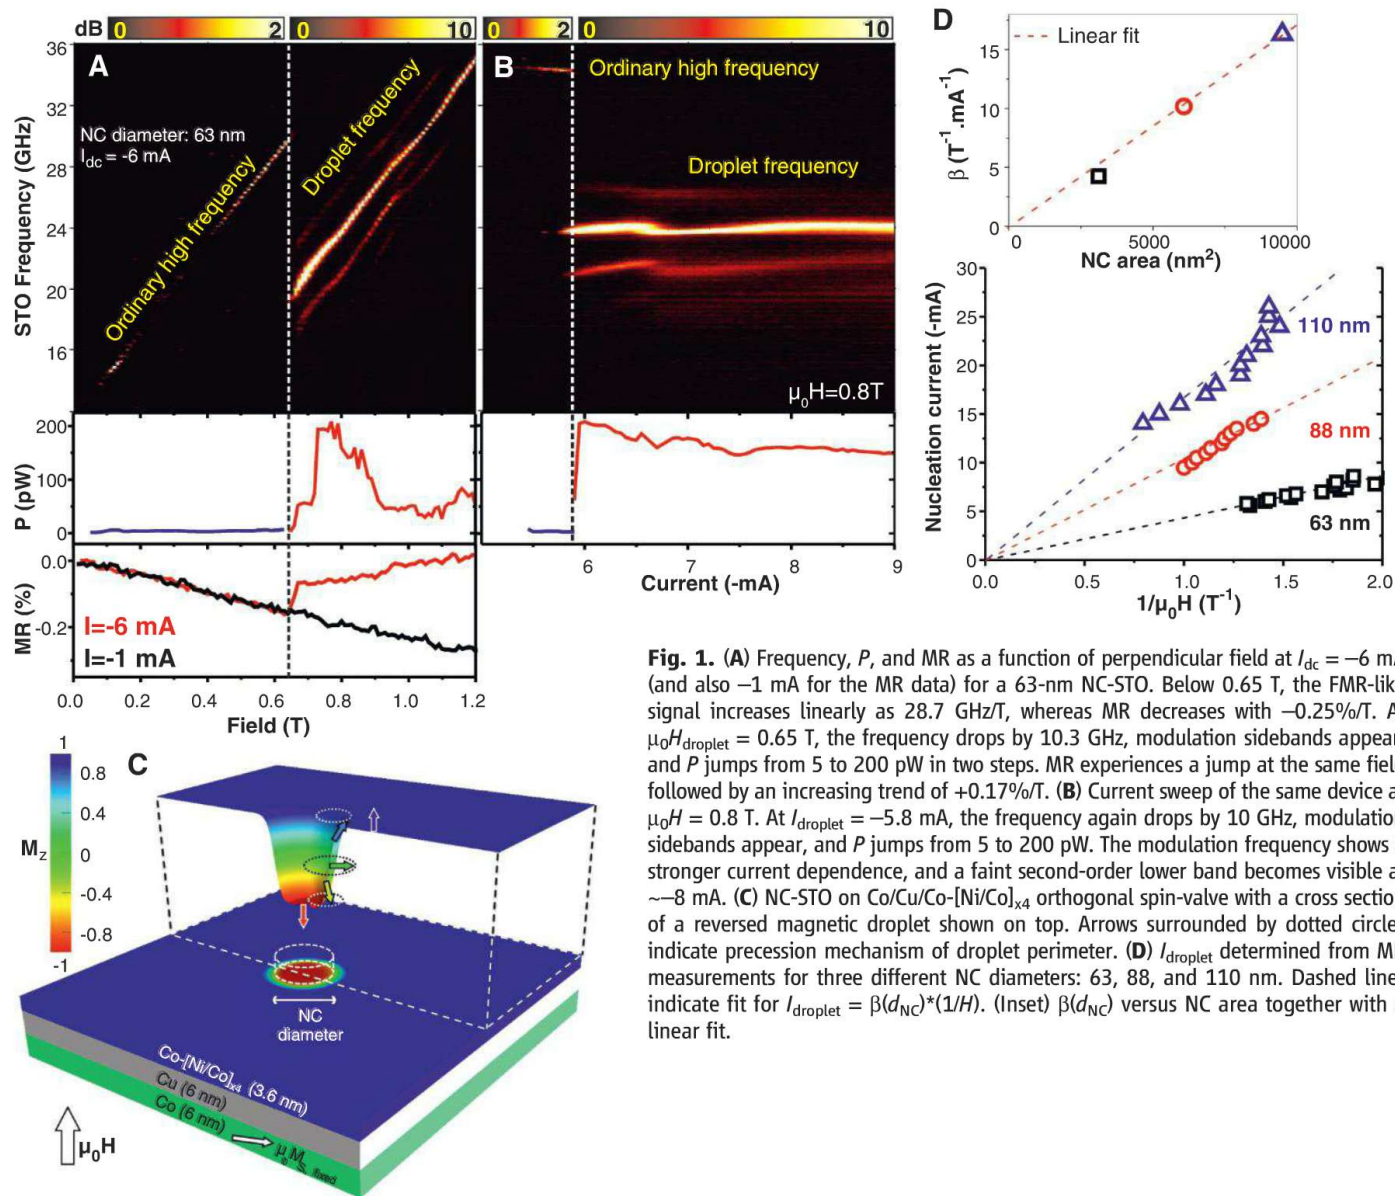 dB 0 2 0 10 0 2 0 10
A
NC diameter: 63 nm
I_dc = -6 mA
Ordinary high frequency
Droplet frequency
STO Frequency (GHz)
36
32
28
24
20
16
B
Ordinary high frequency
Droplet frequency
μ₀H=0.8T
P (pW)
200
100
0
MR (%)
0.0
-0.2
I=-6 mA
I=-1 mA
0.0 0.2 0.4 0.6 0.8 1.0 1.2
Field (T)
6 7 8 9
Current (-mA)
D
Linear fit
β (T⁻¹.mA⁻¹)
15
10
5
0
0 5000 10000
NC area (nm²)
Nucleation current (-mA)
30
25
20
15
10
5
0
110 nm
88 nm
63 nm
0.0 0.5 1.0 1.5 2.0
1/μ₀H (T⁻¹)
C
1
0.8
0.4
0
-0.4
-0.8
-1
M_Z
NC
diameter
Co-[Ni/Co]ₓ₄ (3.6 nm)
Cu (6 nm)
Co (6 nm)
μ₀M_S, fixed
μ₀H
Fig. 1. (A) Frequency, P, and MR as a function of perpendicular field at I_dc = −6 mA
(and also −1 mA for the MR data) for a 63-nm NC-STO. Below 0.65 T, the FMR-lik
signal increases linearly as 28.7 GHz/T, whereas MR decreases with −0.25%/T. A
μ₀H_droplet = 0.65 T, the frequency drops by 10.3 GHz, modulation sidebands appear
and P jumps from 5 to 200 pW in two steps. MR experiences a jump at the same fiel
followed by an increasing trend of +0.17%/T. (B) Current sweep of the same device a
μ₀H = 0.8 T. At I_droplet = −5.8 mA, the frequency again drops by 10 GHz, modulation
sidebands appear, and P jumps from 5 to 200 pW. The modulation frequency shows
stronger current dependence, and a faint second-order lower band becomes visible a
~−8 mA. (C) NC-STO on Co/Cu/Co-[Ni/Co]ₓ₄ orthogonal spin-valve with a cross section
of a reversed magnetic droplet shown on top. Arrows surrounded by dotted circle
indicate precession mechanism of droplet perimeter. (D) I_droplet determined from M
measurements for three different NC diameters: 63, 88, and 110 nm. Dashed line
indicate fit for I_droplet = β(d_NC)*(1/H). (Inset) β(d_NC) versus NC area together with
linear fit.